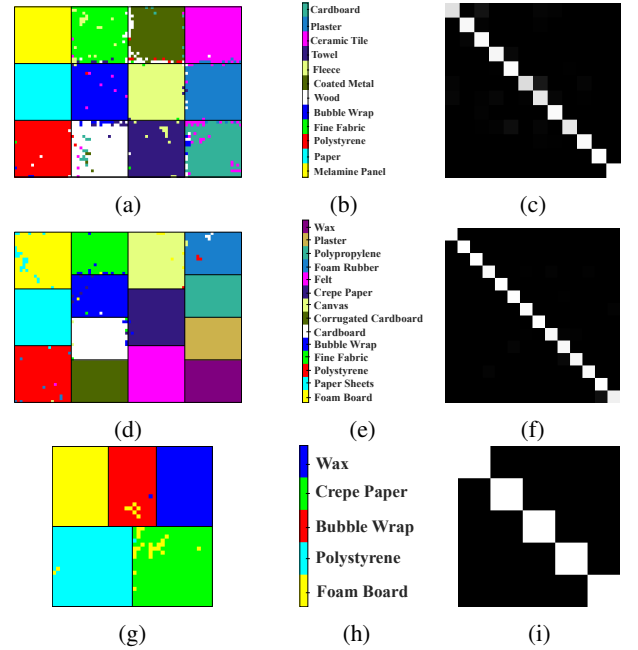 Cardboard
Plaster
Ceramic Tile
Towel
Fleece
Coated Metal
Wood
Bubble Wrap
Fine Fabric
Polystyrene
Paper
Melamine Panel
(a)
(b)
(c)
Wax
Plaster
Polypropylene
Foam Rubber
Felt
Crepe Paper
Canvas
Corrugated Cardboard
Cardboard
Bubble Wrap
Fine Fabric
Polystyrene
Paper Sheets
Foam Board
(d)
(e)
(f)
Wax
Crepe Paper
Bubble Wrap
Polystyrene
Foam Board
(g)
(h)
(i)